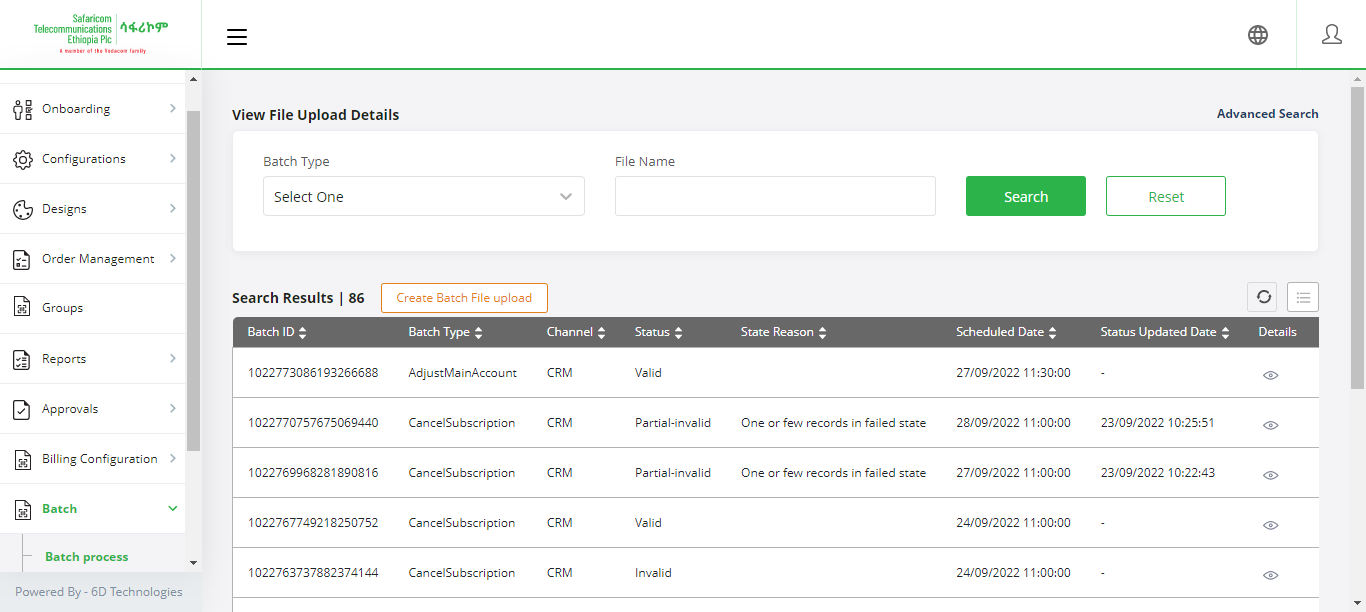 Safaricom
Telecommunications
Ethiopia Plc
ሳፋሪኮም
A member of the Vodacom family
Onboarding
Configurations
Designs
Order Management
Groups
Reports
Approvals
Billing Configuration
Batch
Batch process
Powered By - 6D Technologies
View File Upload Details
Advanced Search
Batch Type
File Name
Select One
Search
Reset
Search Results | 86
Create Batch File upload
Batch ID Batch Type Channel Status State Reason Scheduled Date Status Updated Date Details
1022773086193266688 AdjustMainAccount CRM Valid 27/09/2022 11:30:00 -
1022770757675069440 CancelSubscription CRM Partial-invalid One or few records in failed state 28/09/2022 11:00:00 23/09/2022 10:25:51
1022769968281890816 CancelSubscription CRM Partial-invalid One or few records in failed state 27/09/2022 11:00:00 23/09/2022 10:22:43
1022767749218250752 CancelSubscription CRM Valid 24/09/2022 11:00:00 -
1022763737882374144 CancelSubscription CRM Invalid 24/09/2022 11:00:00 -